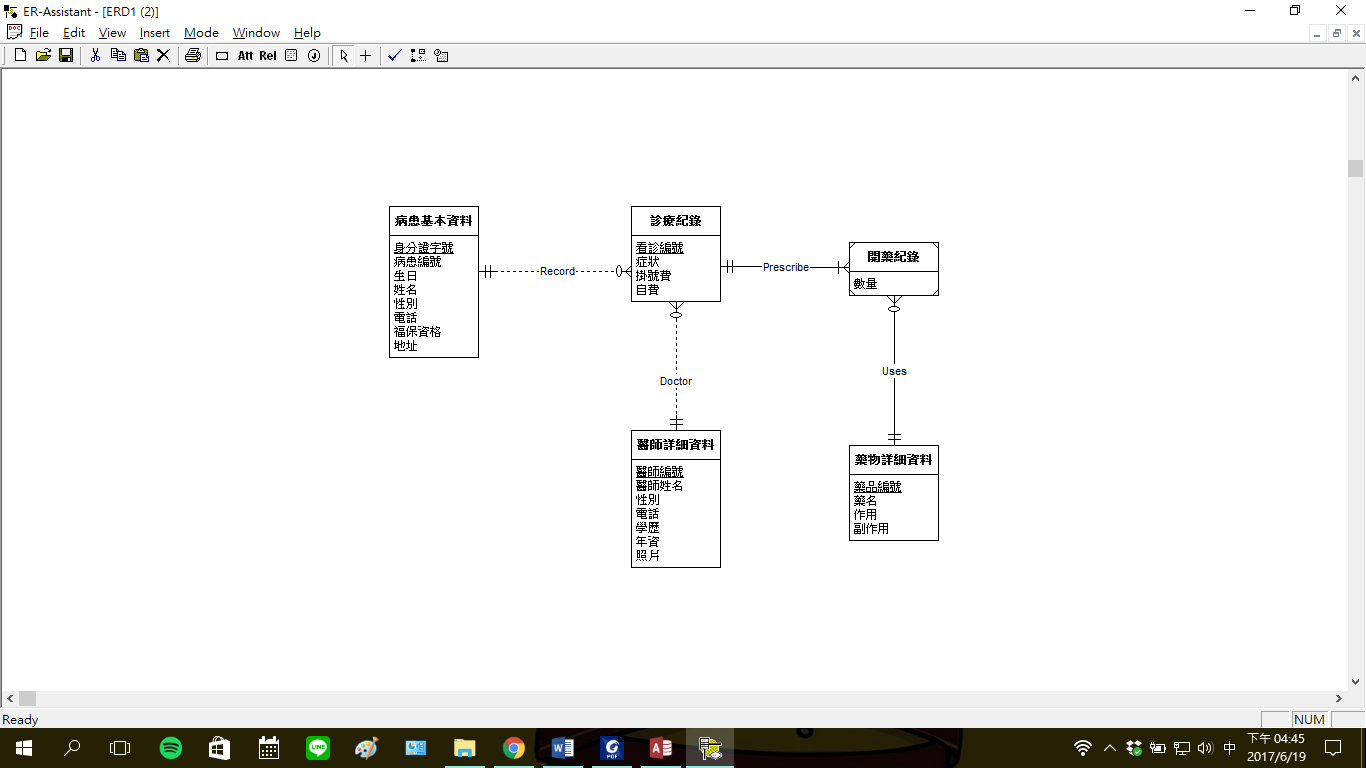 ER-Assistant - [ERD1 (2)]
File Edit View Insert Mode Window Help
Att Rel
病患基本資料
身分證字號
病患編號
生日
姓名
性別
電話
福保資格
地址
Record
診療紀錄
看診編號
症狀
掛號費
自費
Prescribe
開藥紀錄
數量
Doctor
Uses
醫師詳細資料
醫師編號
醫師姓名
性別
電話
學歷
年資
照片
藥物詳細資料
藥品編號
藥名
作用
副作用
Ready
NUM
中
下午 04:45
2017/6/19